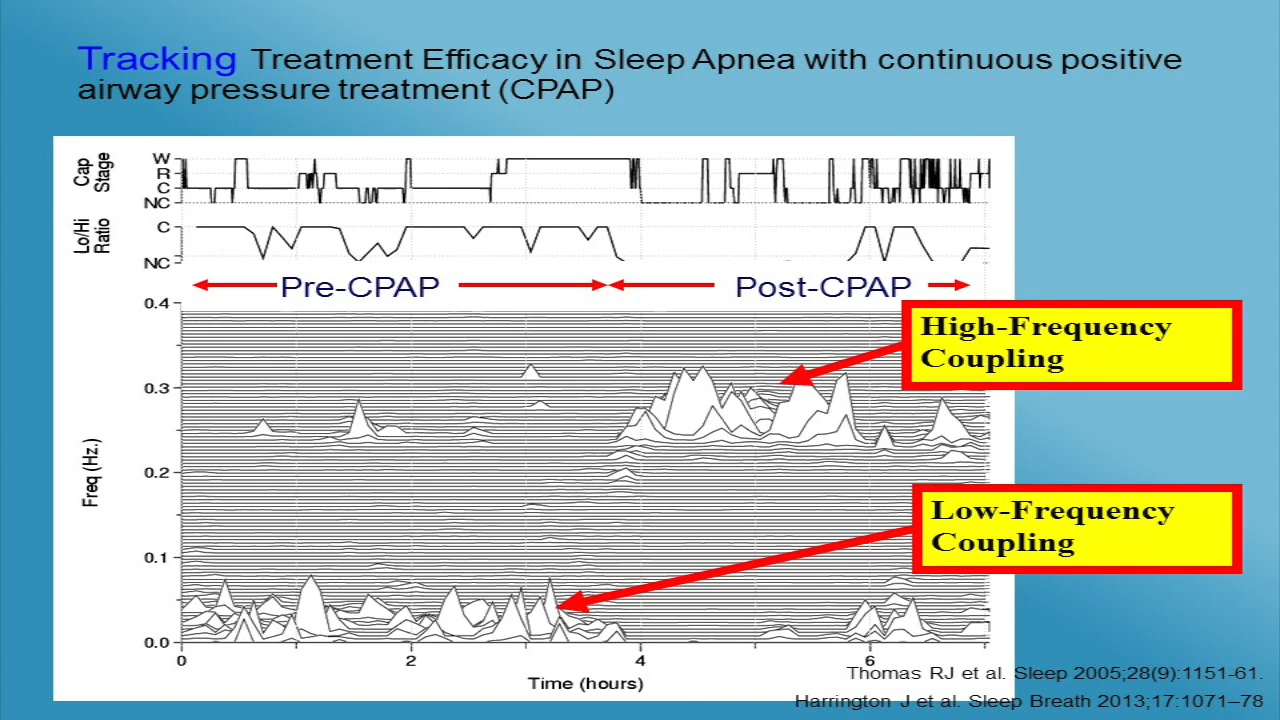 Tracking Treatment Efficacy in Sleep Apnea with continuous positive
airway pressure treatment (CPAP)
Cap
Stage
W
R
C
NC
Lo/Hi
Ratio
C
NC
Pre-CPAP
Post-CPAP
High-Frequency
Coupling
Low-Frequency
Coupling
Freq (Hz.)
0.4
0.3
0.2
0.1
0.0
0
2
4
6
Time (hours)
Thomas RJ et al. Sleep 2005;28(9):1151-61.
Harrington J et al. Sleep Breath 2013;17:1071–78